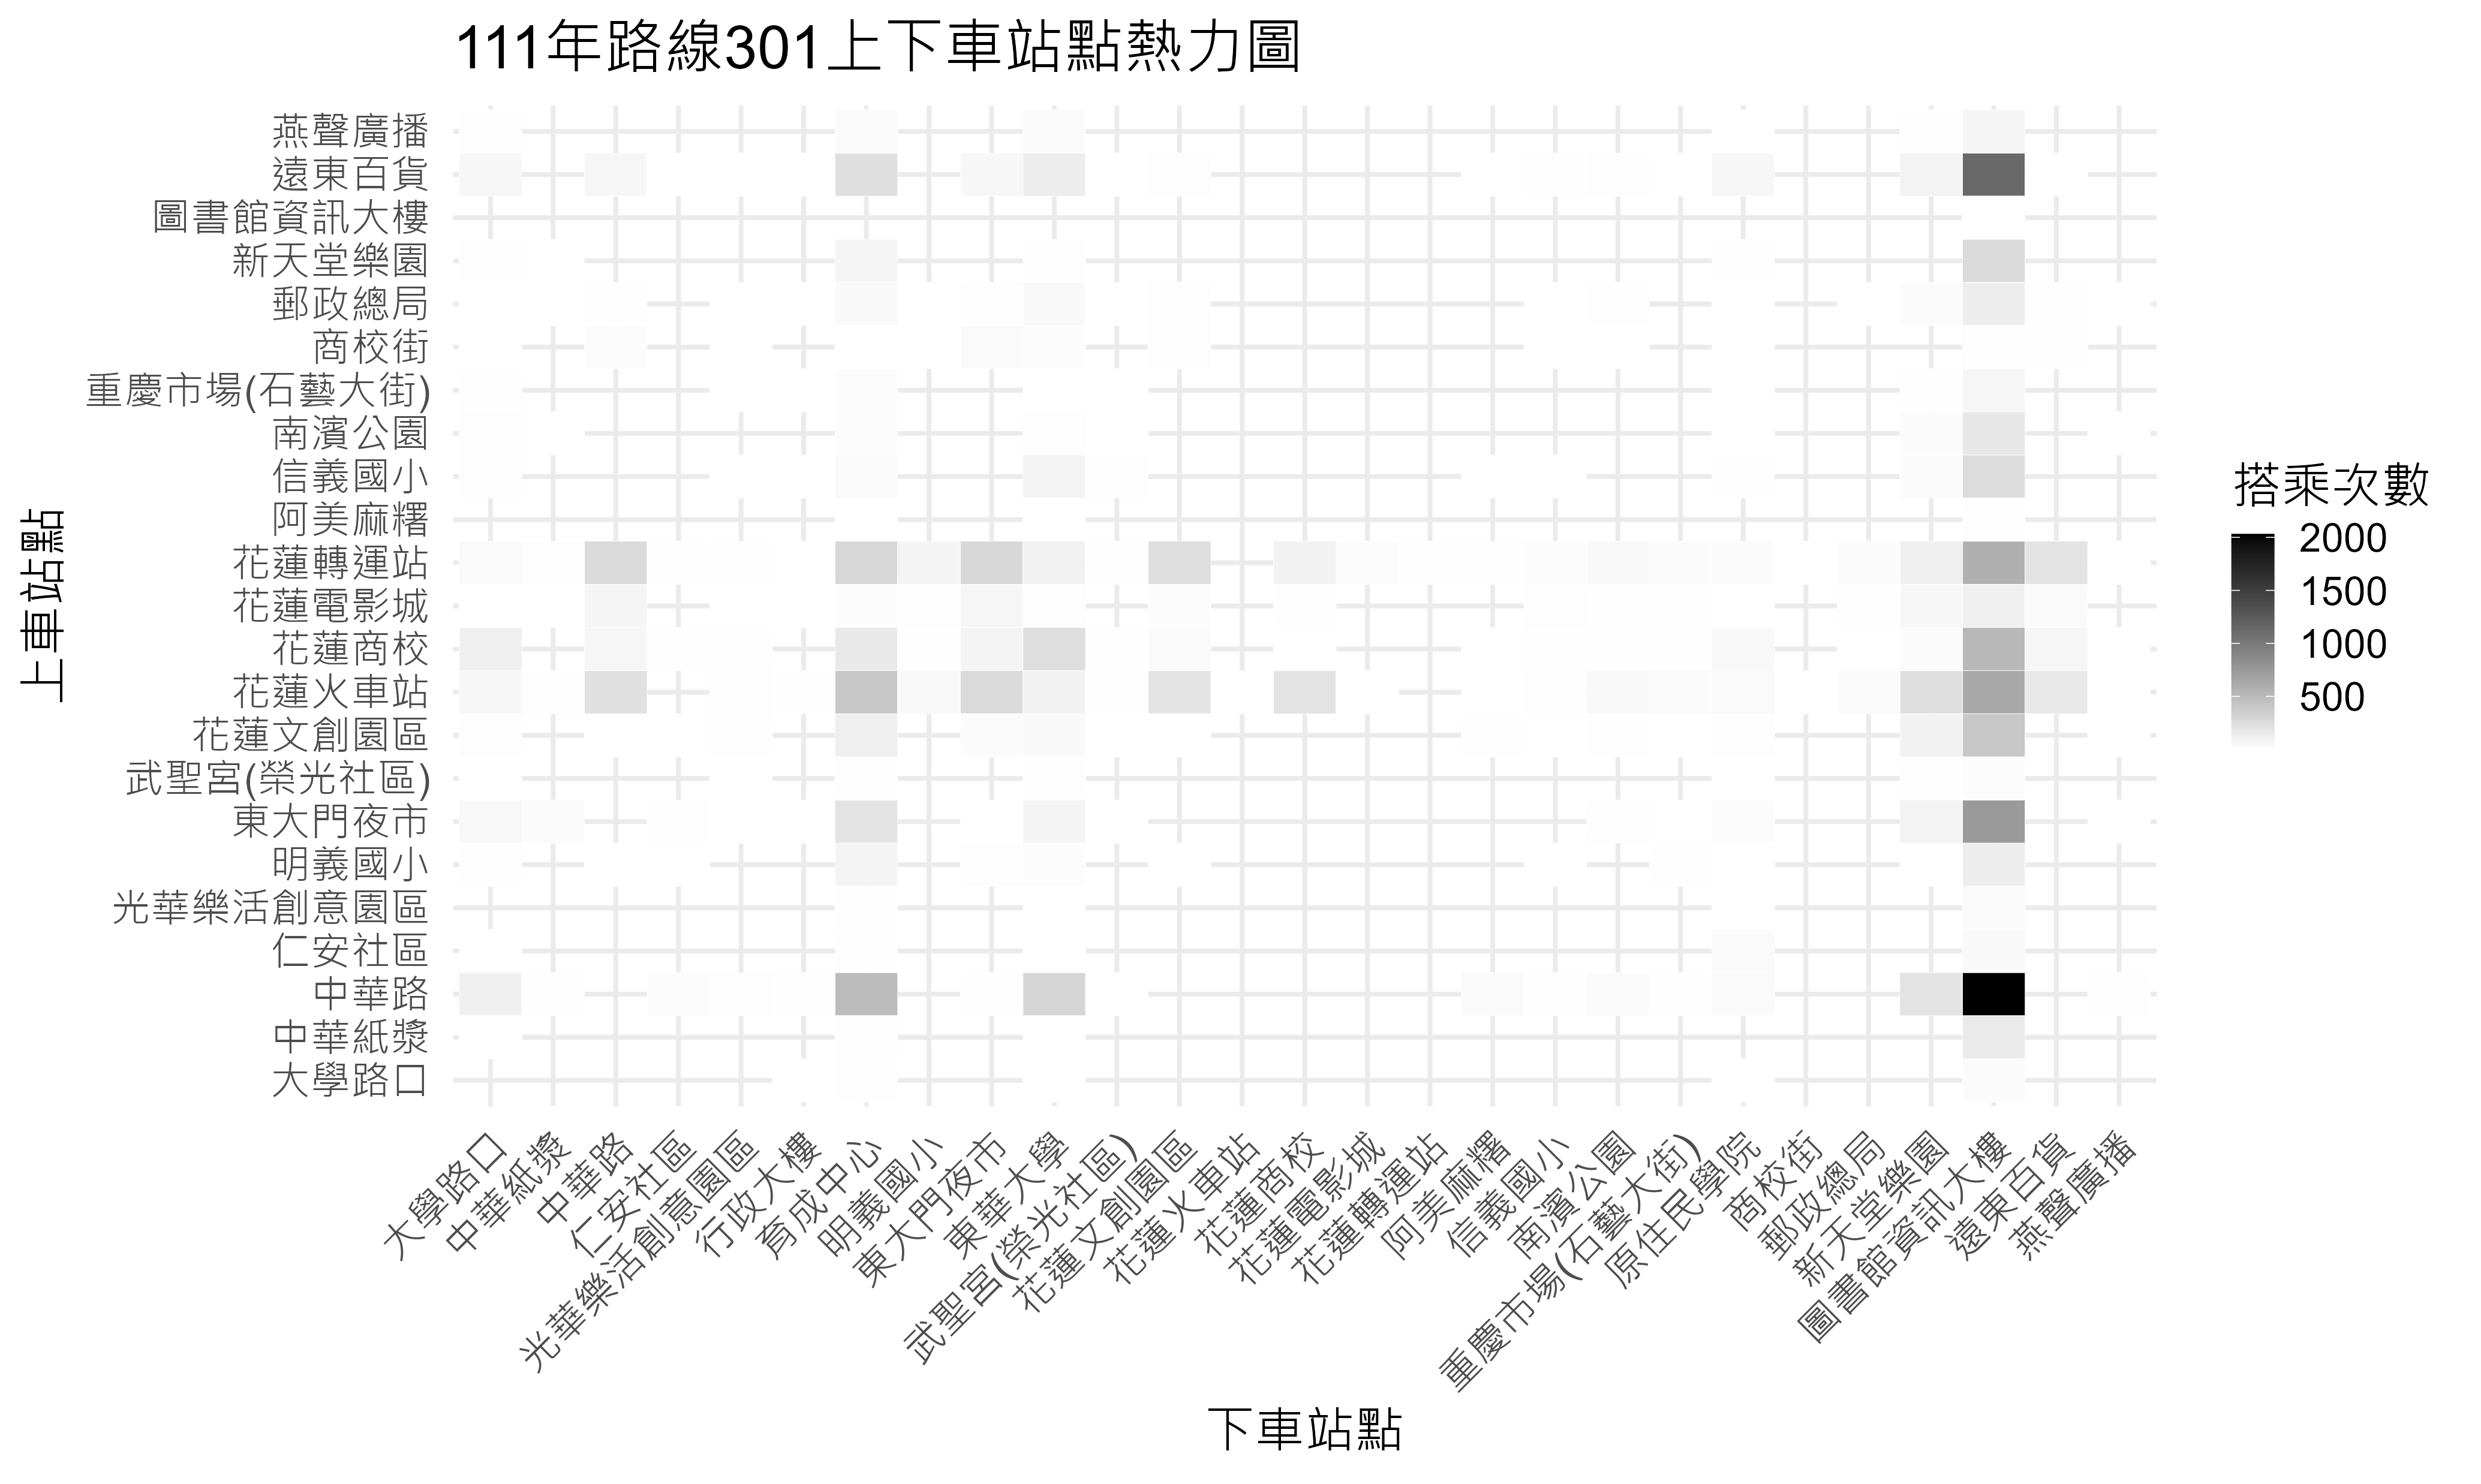 111年路線301上下車站點熱力圖
上車站點
燕聲廣播
遠東百貨
圖書館資訊大樓
新天堂樂園
郵政總局
商校街
重慶市場(石藝大街)
南濱公園
信義國小
阿美麻糬
花蓮轉運站
花蓮電影城
花蓮商校
花蓮火車站
花蓮文創園區
武聖宮(榮光社區)
東大門夜市
明義國小
光華樂活創意園區
仁安社區
中華路
中華紙漿
大學路口
大學路口
中華紙漿
中華路
仁安社區
光華樂活創意園區
行政大樓
育成中心
明義國小
東大門夜市
東華大學
武聖宮(榮光社區)
花蓮文創園區
花蓮火車站
花蓮商校
花蓮電影城
花蓮轉運站
阿美麻糬
信義國小
南濱公園
重慶市場(石藝大街)
原住民學院
商校街
郵政總局
新天堂樂園
圖書館資訊大樓
遠東百貨
燕聲廣播
下車站點
搭乘次數
2000
1500
1000
500